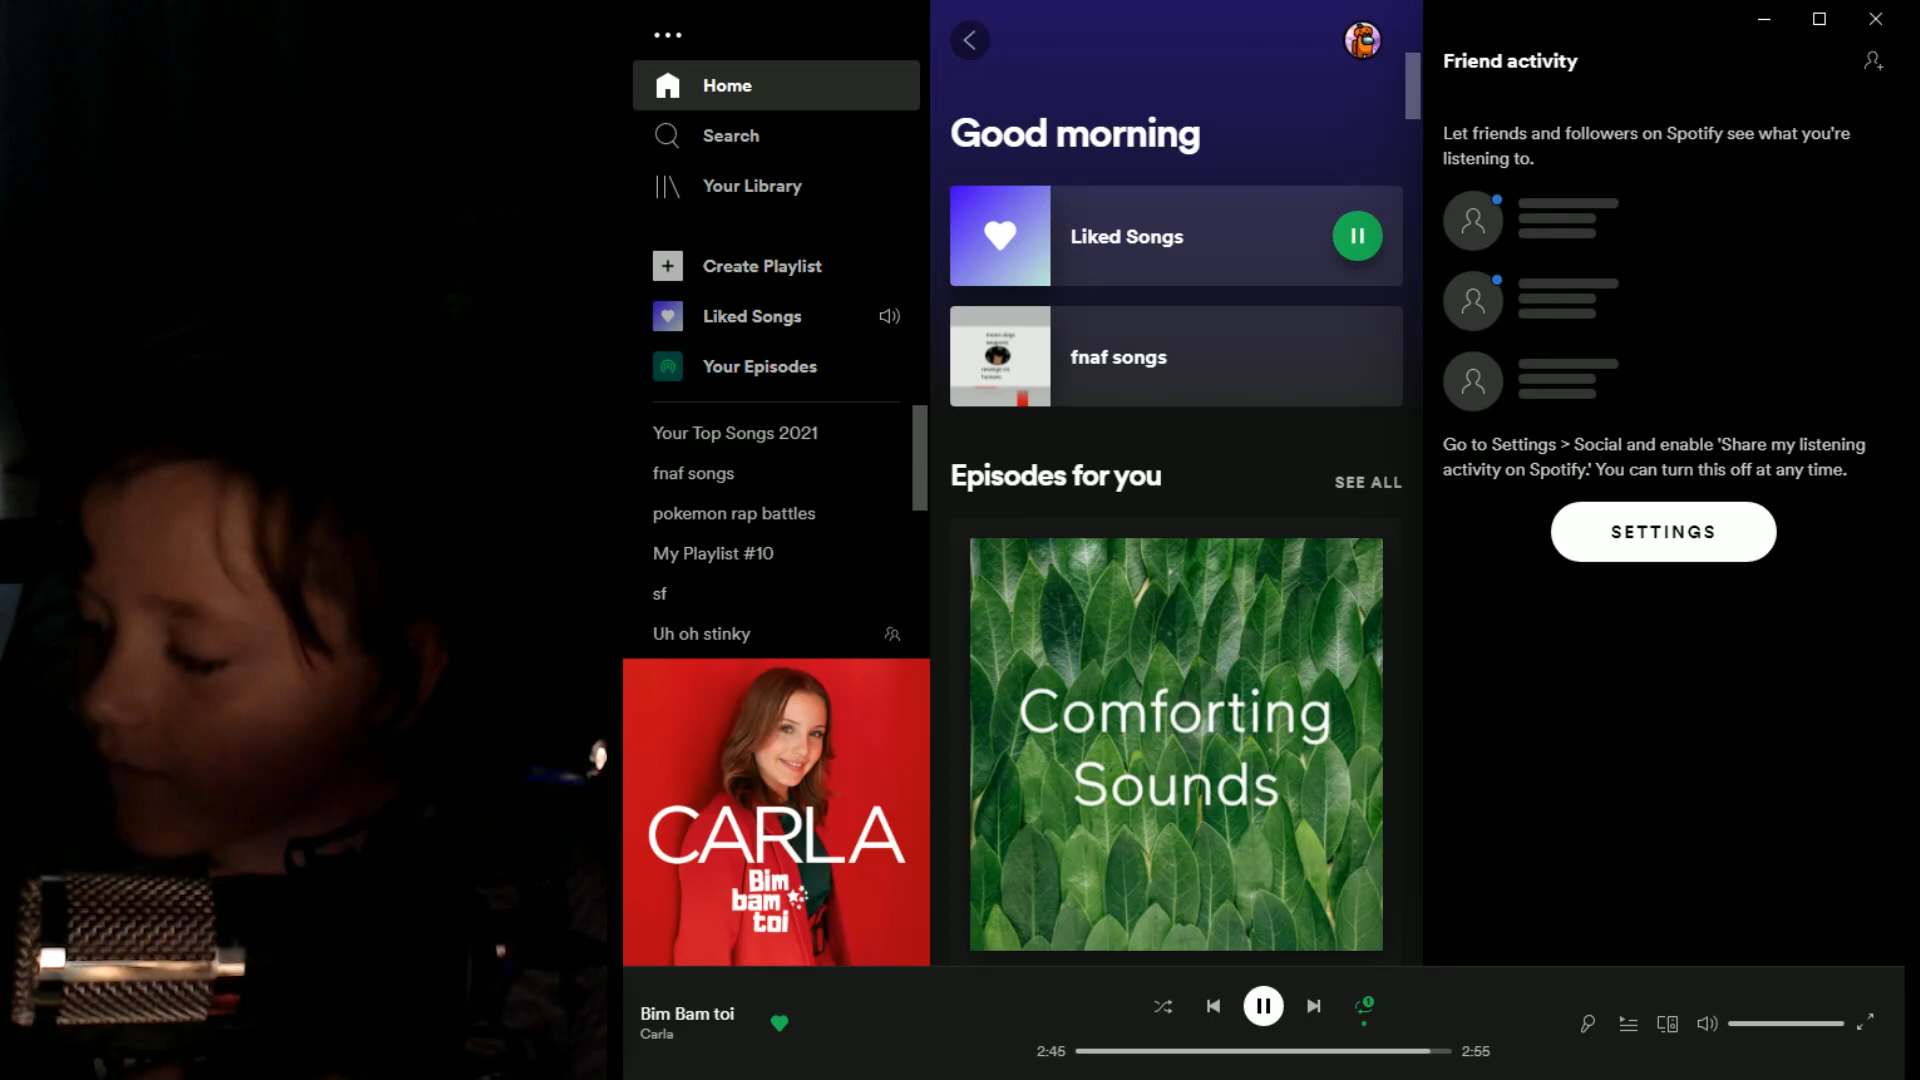 Home
Search
Your Library
Create Playlist
Liked Songs
Your Episodes
Your Top Songs 2021
fnaf songs
pokemon rap battles
My Playlist #10
sf
Uh oh stinky
CARLA
Bim
bam
toi
Good morning
Liked Songs
fnaf songs
Episodes for you
SEE ALL
Comforting
Sounds
Friend activity
Let friends and followers on Spotify see what you're
listening to.
Go to Settings > Social and enable 'Share my listening
activity on Spotify.' You can turn this off at any time.
SETTINGS
Bim Bam toi
Carla
2:45
2:55